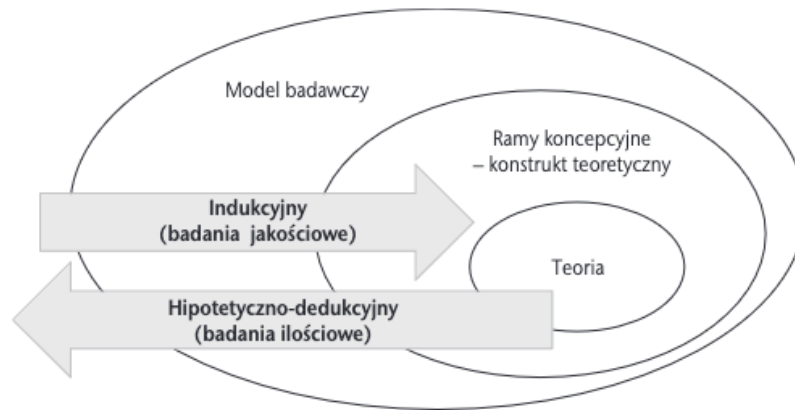 Model badawczy
Ramy koncepcyjne
– konstrukt teoretyczny
Indukcyjny
(badania jakościowe)
Teoria
Hipotetyczno-dedukcyjny
(badania ilościowe)